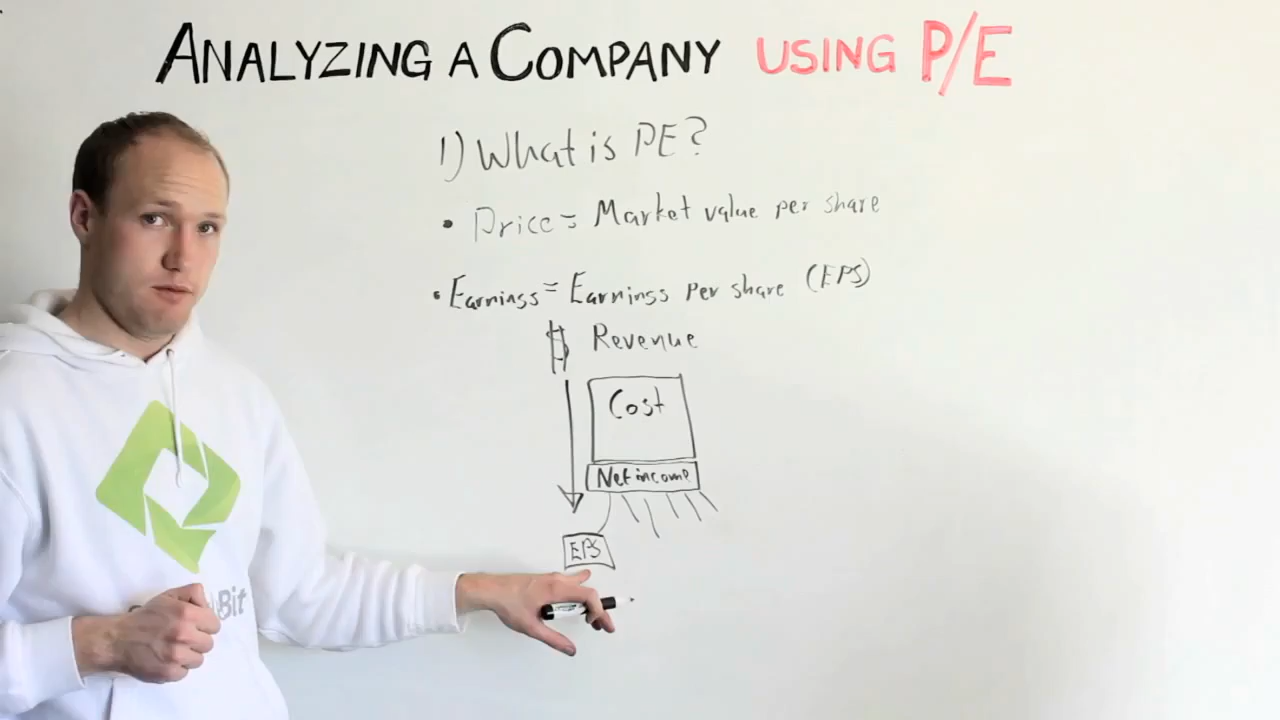 ANALYZING A COMPANY USING P/E
1) What is PE?
• Price = Market value per share
• Earnings = Earnings per share (EPS)
$ Revenue
Cost
Net income
EPS
Bit